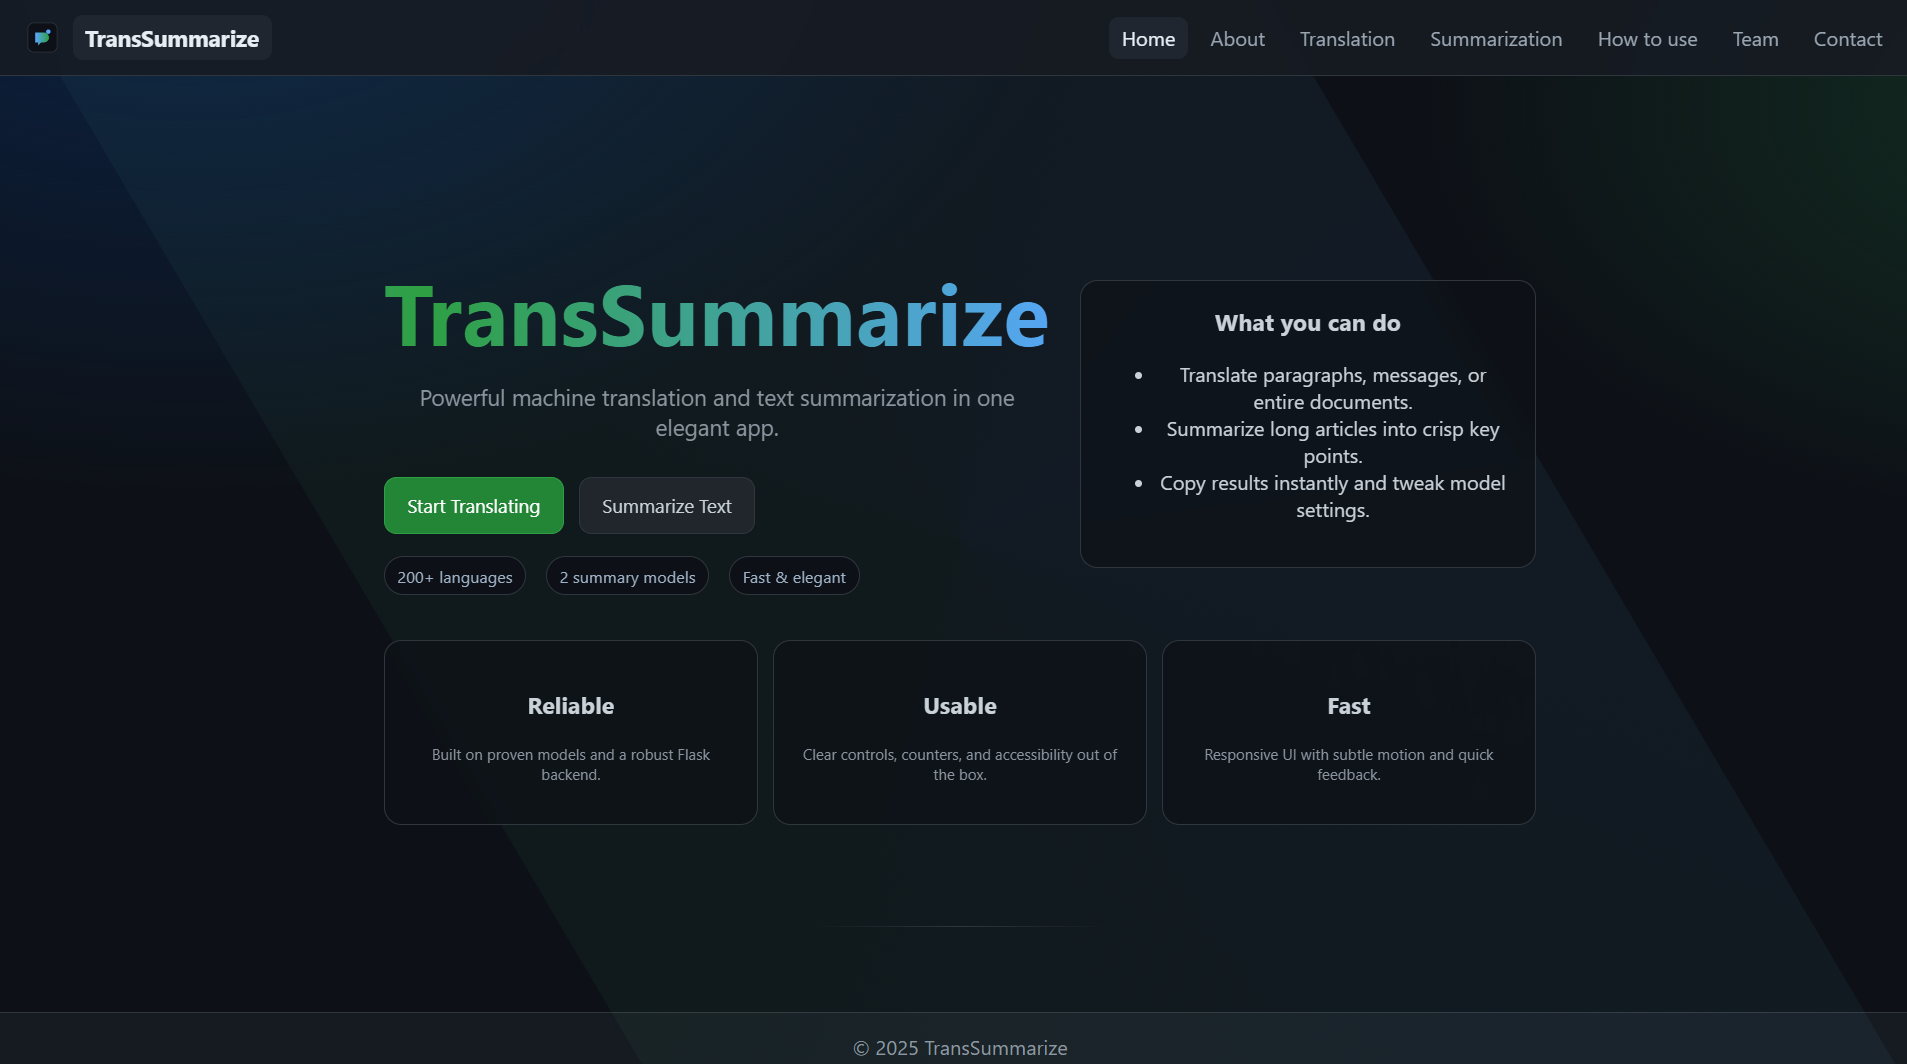 TransSummarize
Home
About
Translation
Summarization
How to use
Team
Contact
TransSummarize
Powerful machine translation and text summarization in one
elegant app.
Start Translating
Summarize Text
200+ languages
2 summary models
Fast & elegant
What you can do
• Translate paragraphs, messages, or
entire documents.
• Summarize long articles into crisp key
points.
• Copy results instantly and tweak model
settings.
Reliable
Built on proven models and a robust Flask
backend.
Usable
Clear controls, counters, and accessibility out of
the box.
Fast
Responsive UI with subtle motion and quick
feedback.
© 2025 TransSummarize